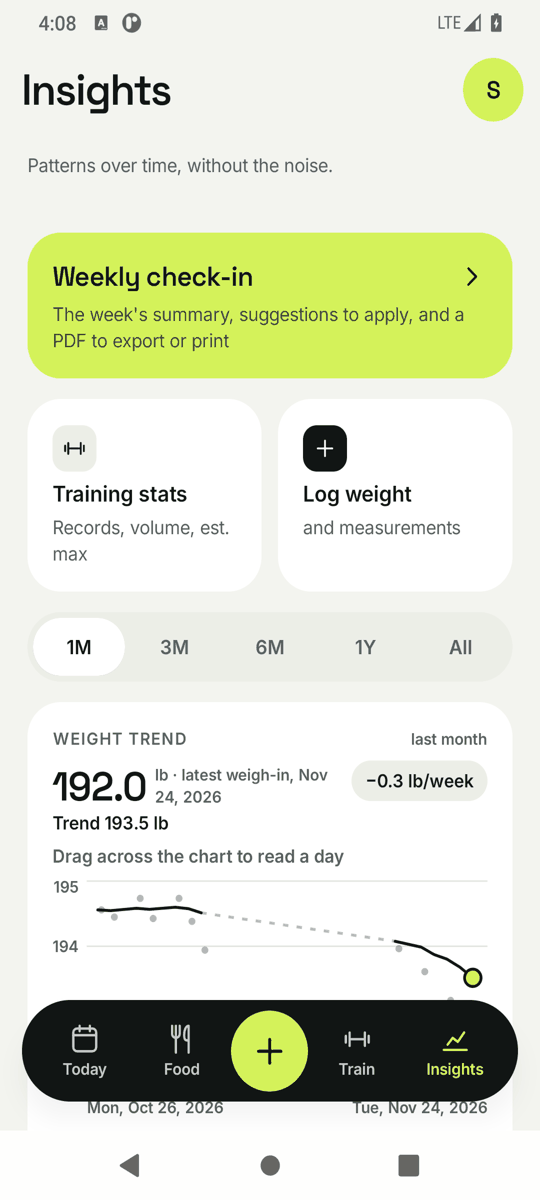 4:08
A
LTE
Insights
S
Patterns over time, without the noise.
Weekly check-in
The week's summary, suggestions to apply, and a
PDF to export or print
Training stats
Records, volume, est.
max
Log weight
and measurements
1M 3M 6M 1Y All
WEIGHT TREND
last month
192.0
lb · latest weigh-in, Nov
24, 2026
−0.3 lb/week
Trend 193.5 lb
Drag across the chart to read a day
195
194
Today
Food
Train
Insights
Mon, Oct 26, 2026
Tue, Nov 24, 2026